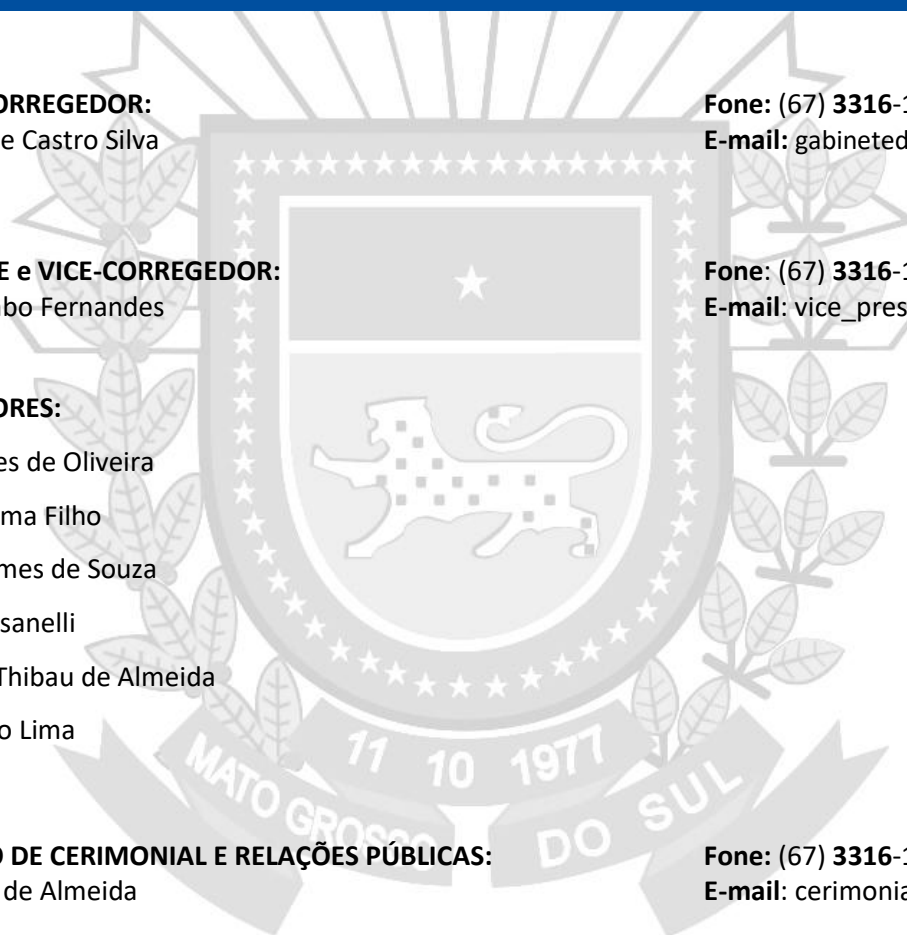 ORREGEDOR: Fone: (67) 3316-1
e Castro Silva E-mail: gabineted
E e VICE-CORREGEDOR: Fone: (67) 3316-1
bo Fernandes E-mail: vice_pres
ORES:
es de Oliveira
ma Filho
mes de Souza
sanelli
Thibau de Almeida
o Lima
11 10 1977
MATO GROSSO DO SUL
O DE CERIMONIAL E RELAÇÕES PÚBLICAS: Fone: (67) 3316-1
de Almeida E-mail: cerimonia